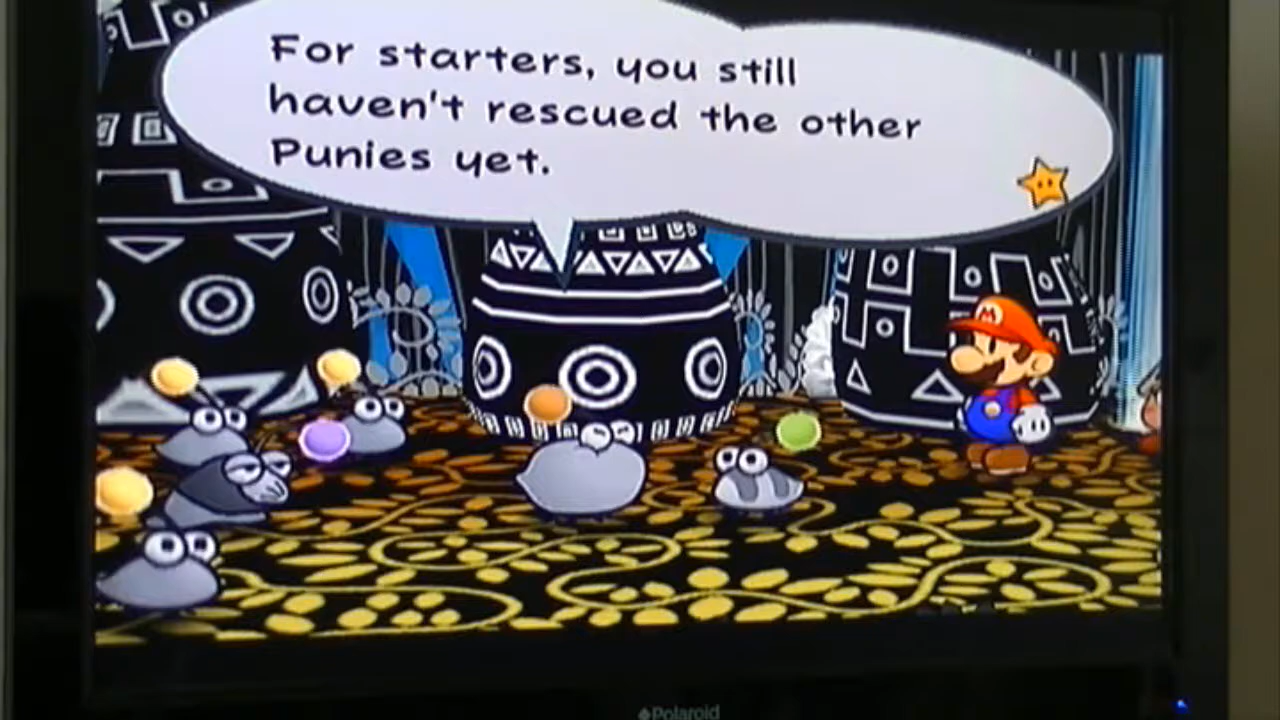 For starters, you still
haven't rescued the other
Punies yet.
M
Polaroid